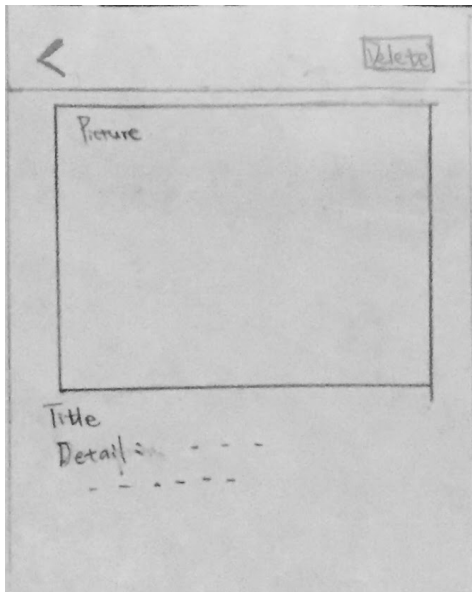 Delete
Picture
Title
Detail: - - -
- - - - - -